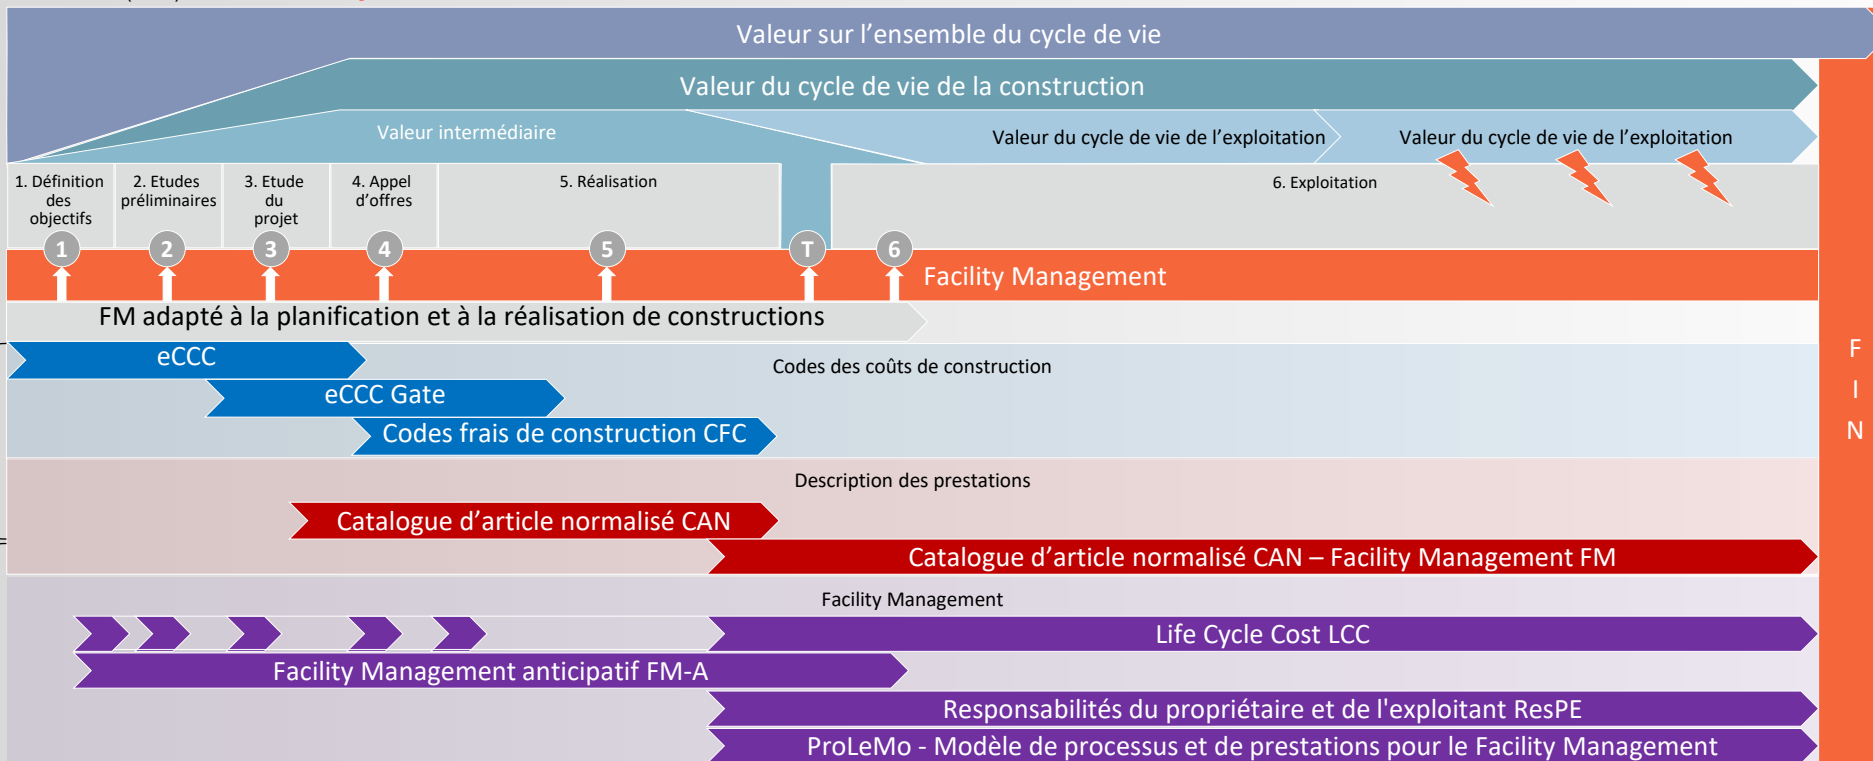 Valeur sur l'ensemble du cycle de vie
Valeur du cycle de vie de la construction
Valeur intermédiaire
Valeur du cycle de vie de l'exploitation
Valeur du cycle de vie de l'exploitation
1. Définition
des
objectifs
2. Etudes
préliminaires
3. Etude
du
projet
4. Appel
d'offres
5. Réalisation
6. Exploitation
1
2
3
4
5
T
6
Facility Management
FM adapté à la planification et à la réalisation de constructions
eCCC
Codes des coûts de construction
eCCC Gate
Codes frais de construction CFC
F
I
N
Description des prestations
Catalogue d'article normalisé CAN
Catalogue d'article normalisé CAN – Facility Management FM
Facility Management
Life Cycle Cost LCC
Facility Management anticipatif FM-A
Responsabilités du propriétaire et de l'exploitant ResPE
ProLeMo - Modèle de processus et de prestations pour le Facility Management